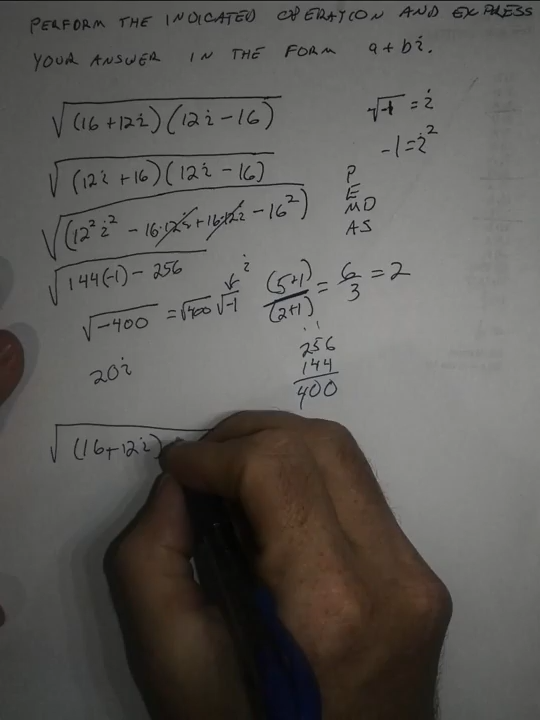 PERFORM THE INDICATED OPERATION AND EXPRESS
YOUR ANSWER IN THE FORM a+bi.
√(16+12i)(12i-16)
√-1 = i
-1=i²
√(12i+16)(12i-16)
P
E
MD
AS
√(12²i² - 16·12i+16·12i - 16²)
√144(-1) - 256
√-400 = √400 √-1
i
(5+1)/(2+1) = 6/3 = 2
20i
256
144
400
√(16+12i)